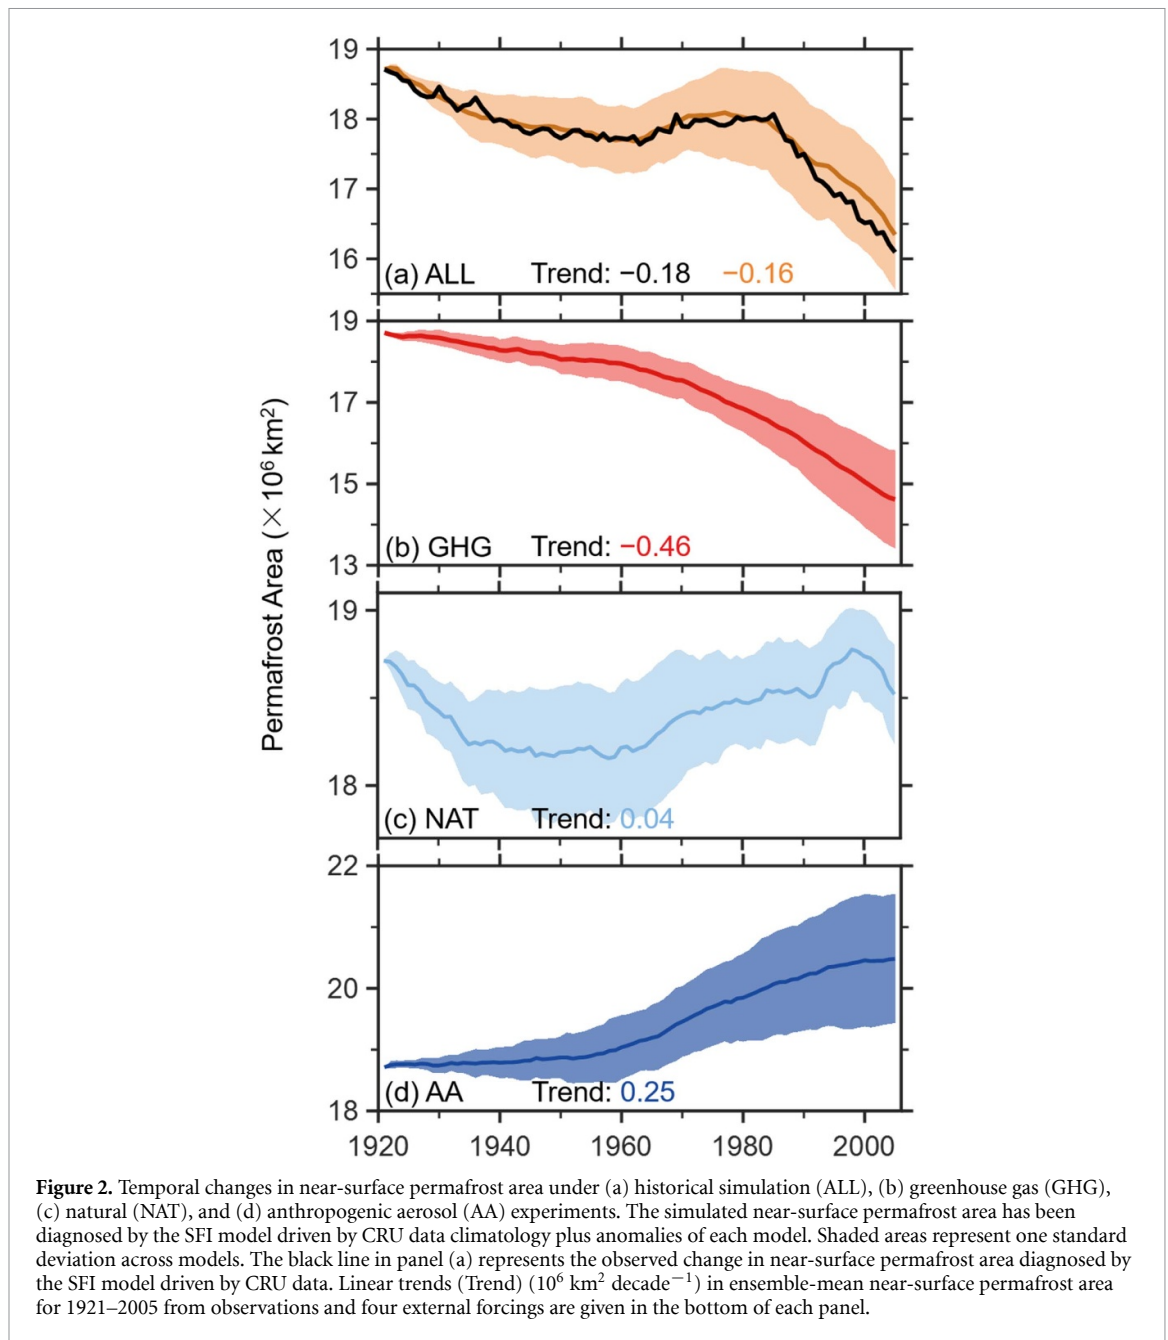 19
18
17
16
(a) ALL Trend: −0.18 −0.16
19
17
15
13
(b) GHG Trend: −0.46
Permafrost Area (×10⁶ km²)
19
18
(c) NAT Trend: 0.04
22
20
18
(d) AA Trend: 0.25
1920 1940 1960 1980 2000
Figure 2. Temporal changes in near-surface permafrost area under (a) historical simulation (ALL), (b) greenhouse gas (GHG),
(c) natural (NAT), and (d) anthropogenic aerosol (AA) experiments. The simulated near-surface permafrost area has been
diagnosed by the SFI model driven by CRU data climatology plus anomalies of each model. Shaded areas represent one standard
deviation across models. The black line in panel (a) represents the observed change in near-surface permafrost area diagnosed by
the SFI model driven by CRU data. Linear trends (Trend) (10⁶ km² decade⁻¹) in ensemble-mean near-surface permafrost area
for 1921–2005 from observations and four external forcings are given in the bottom of each panel.